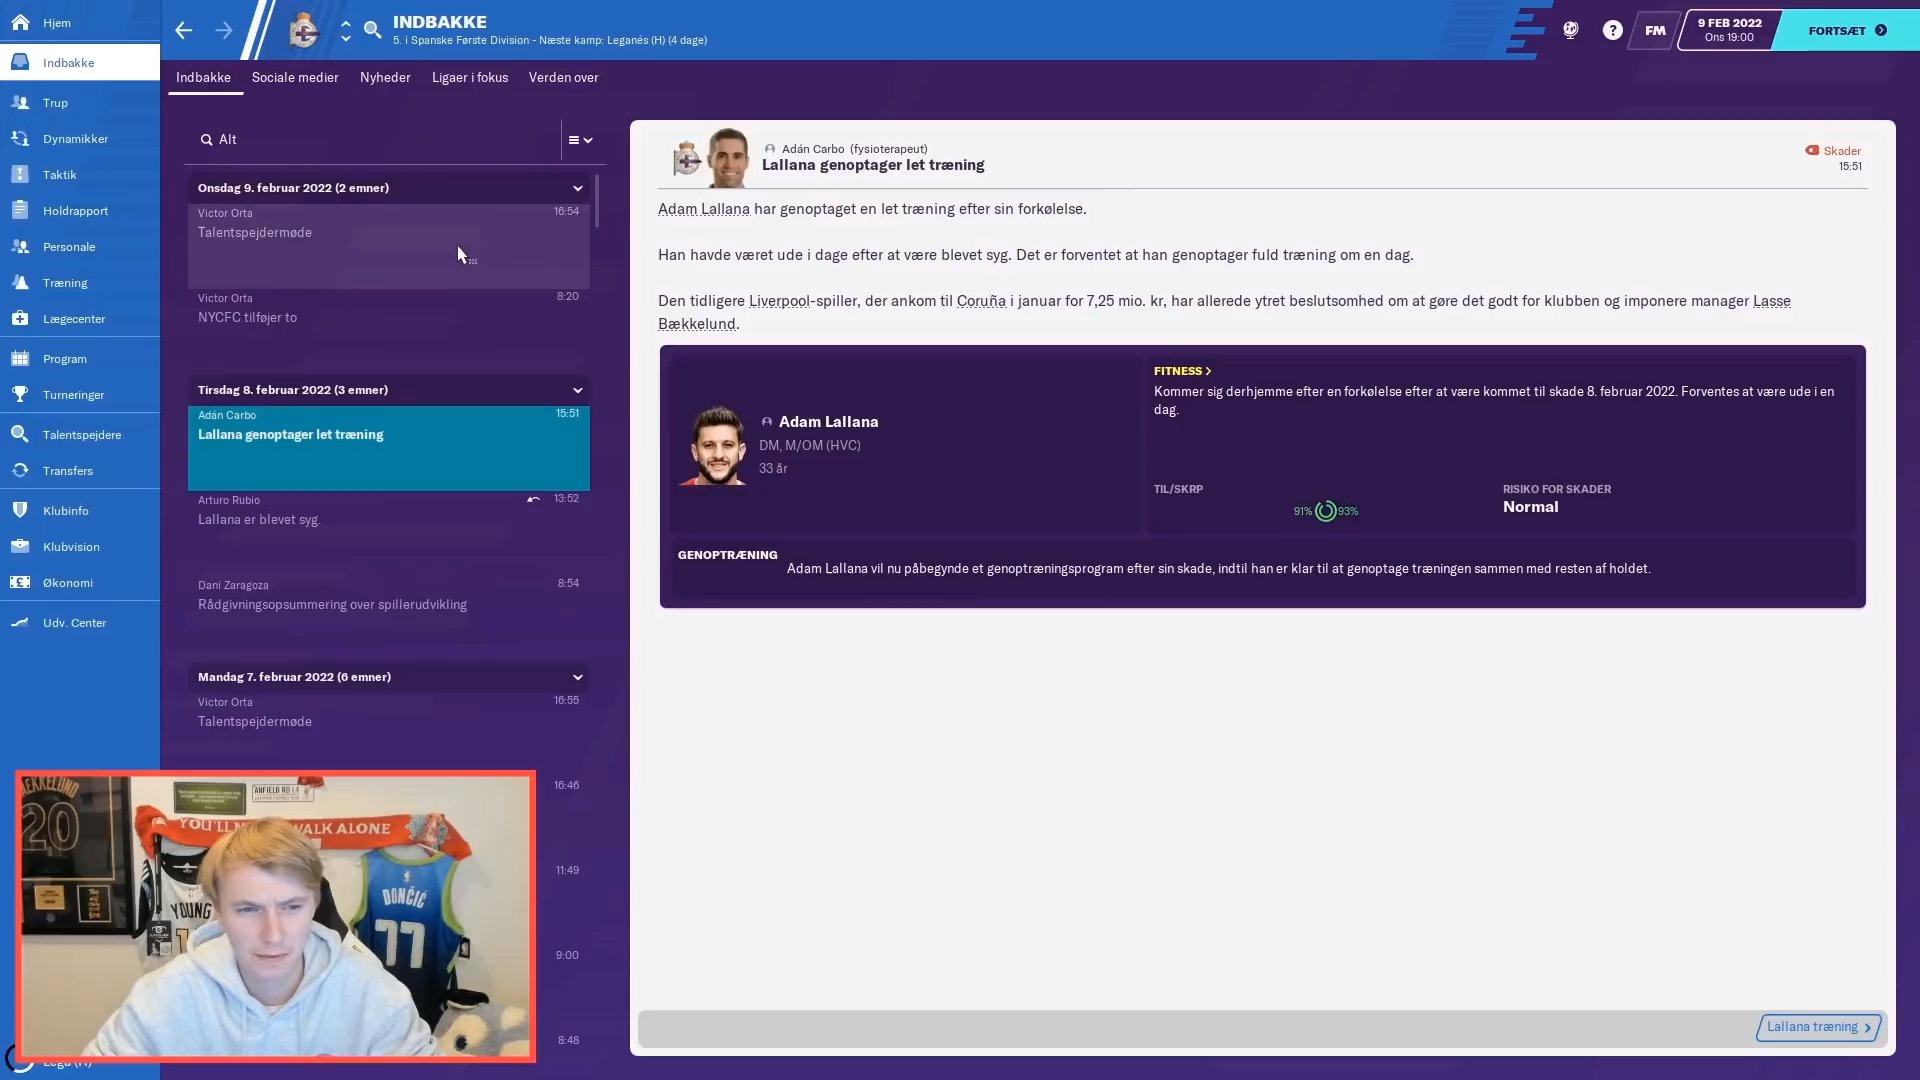 Hjem
Indbakke
Trup
Dynamikker
Taktik
Holdrapport
Personale
Træning
Lægecenter
Program
Turneringer
Talentspejdere
Transfers
Klubinfo
Klubvision
Økonomi
Udv. Center
INDBAKKE
5. i Spanske Første Division - Næste kamp: Leganés (H) (4 dage)
FM
9 FEB 2022
Ons 19:00
FORTSÆT
Indbakke Sociale medier Nyheder Ligaer i fokus Verden over
Alt
Onsdag 9. februar 2022 (2 emner)
Victor Orta 16:54
Talentspejdermøde
Victor Orta 8:20
NYCFC tilføjer to
Tirsdag 8. februar 2022 (3 emner)
Adán Carbo 15:51
Lallana genoptager let træning
Arturo Rubio 13:52
Lallana er blevet syg.
Dani Zaragoza 8:54
Rådgivningsopsummering over spillerudvikling
Mandag 7. februar 2022 (6 emner)
Victor Orta 16:55
Talentspejdermøde
16:46
11:49
9:00
8:48
Adán Carbo (fysioterapeut)
Lallana genoptager let træning
Skader
15:51
Adam Lallana har genoptaget en let træning efter sin forkølelse.
Han havde været ude i dage efter at være blevet syg. Det er forventet at han genoptager fuld træning om en dag.
Den tidligere Liverpool-spiller, der ankom til Coruña i januar for 7,25 mio. kr, har allerede ytret beslutsomhed om at gøre det godt for klubben og imponere manager Lasse
Bækkelund.
Adam Lallana
DM, M/OM (HVC)
33 år
FITNESS >
Kommer sig derhjemme efter en forkølelse efter at være kommet til skade 8. februar 2022. Forventes at være ude i en
dag.
TIL/SKRP
91% 93%
RISIKO FOR SKADER
Normal
GENOPTRÆNING
Adam Lallana vil nu påbegynde et genoptræningsprogram efter sin skade, indtil han er klar til at genoptage træningen sammen med resten af holdet.
Lallana træning >
20
ANFIELD RD L4
WALK ALONE
YOUNG
DONČIĆ
77